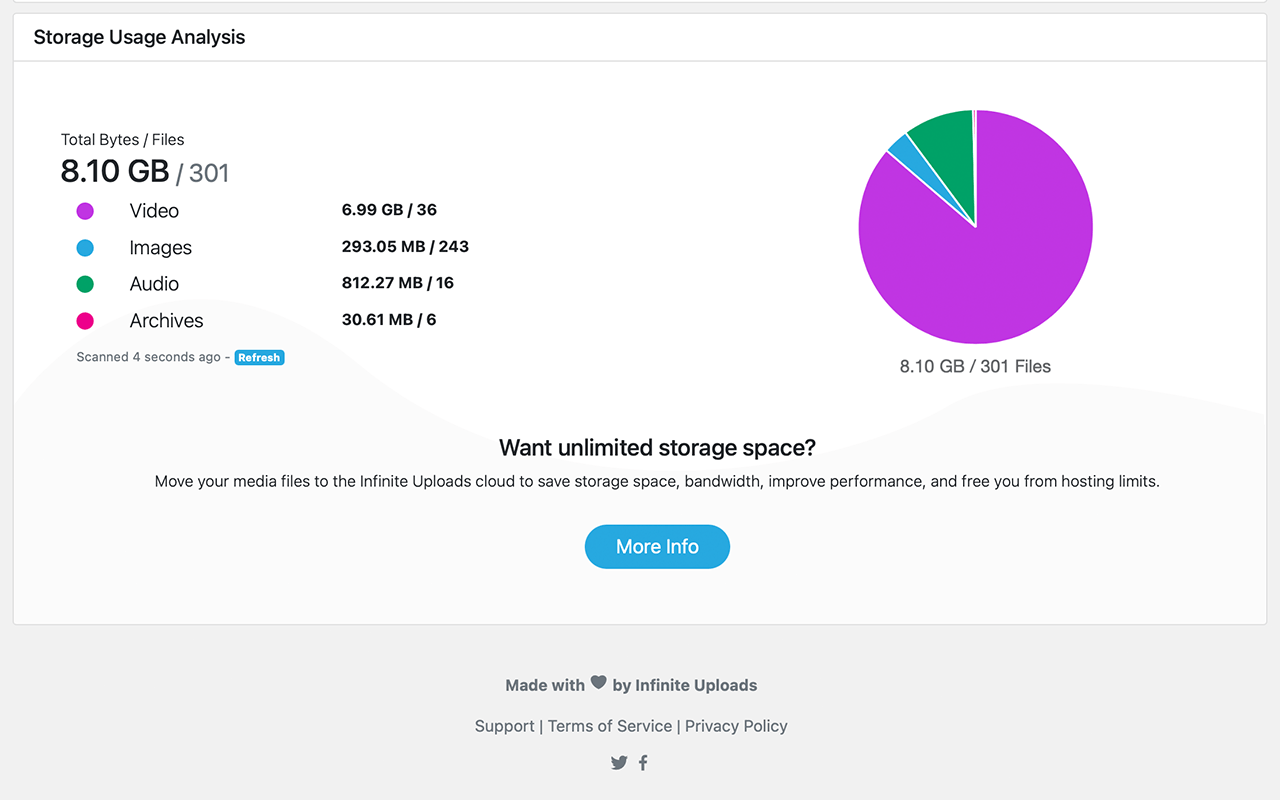 Storage Usage Analysis
Total Bytes / Files
8.10 GB / 301
Video 6.99 GB / 36
Images 293.05 MB / 243
Audio 812.27 MB / 16
Archives 30.61 MB / 6
Scanned 4 seconds ago - Refresh
8.10 GB / 301 Files
Want unlimited storage space?
Move your media files to the Infinite Uploads cloud to save storage space, bandwidth, improve performance, and free you from hosting limits.
More Info
Made with by Infinite Uploads
Support | Terms of Service | Privacy Policy